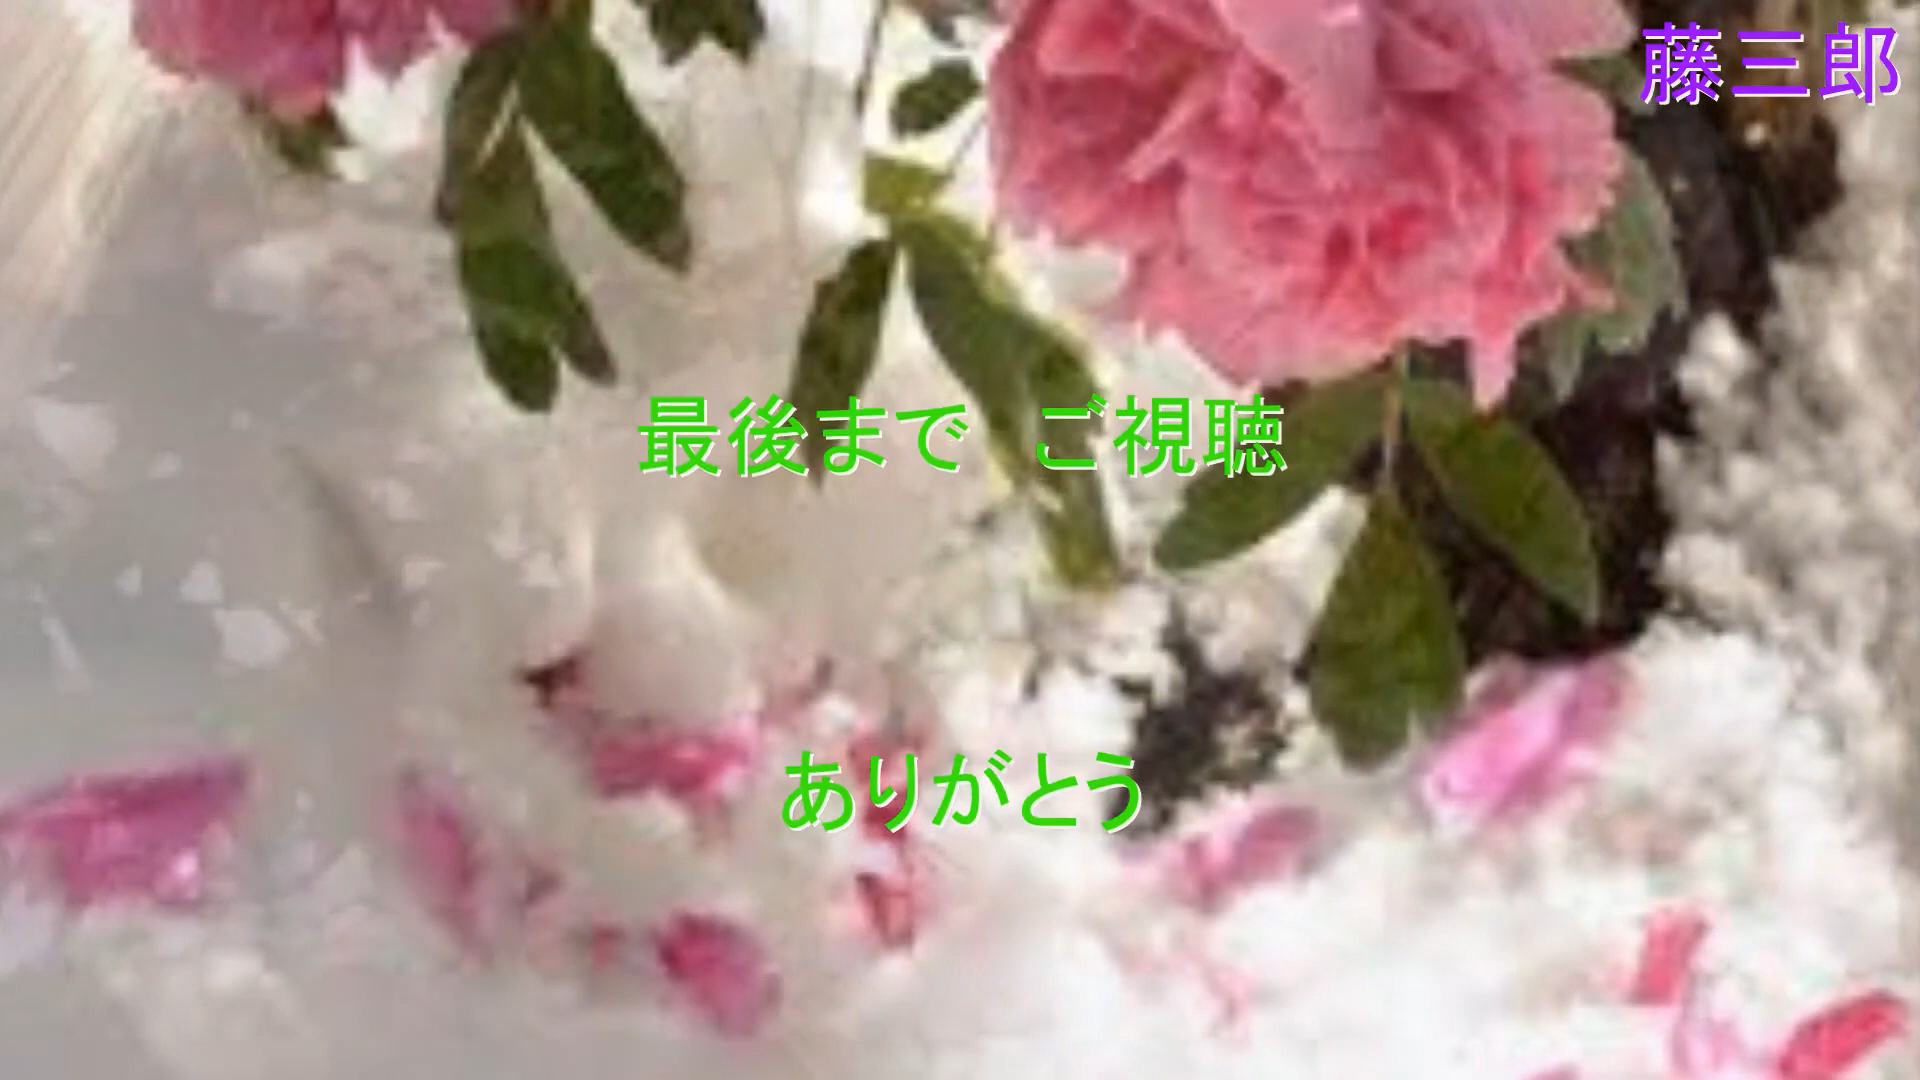 藤三郎
最後まで　ご視聴
ありがとう